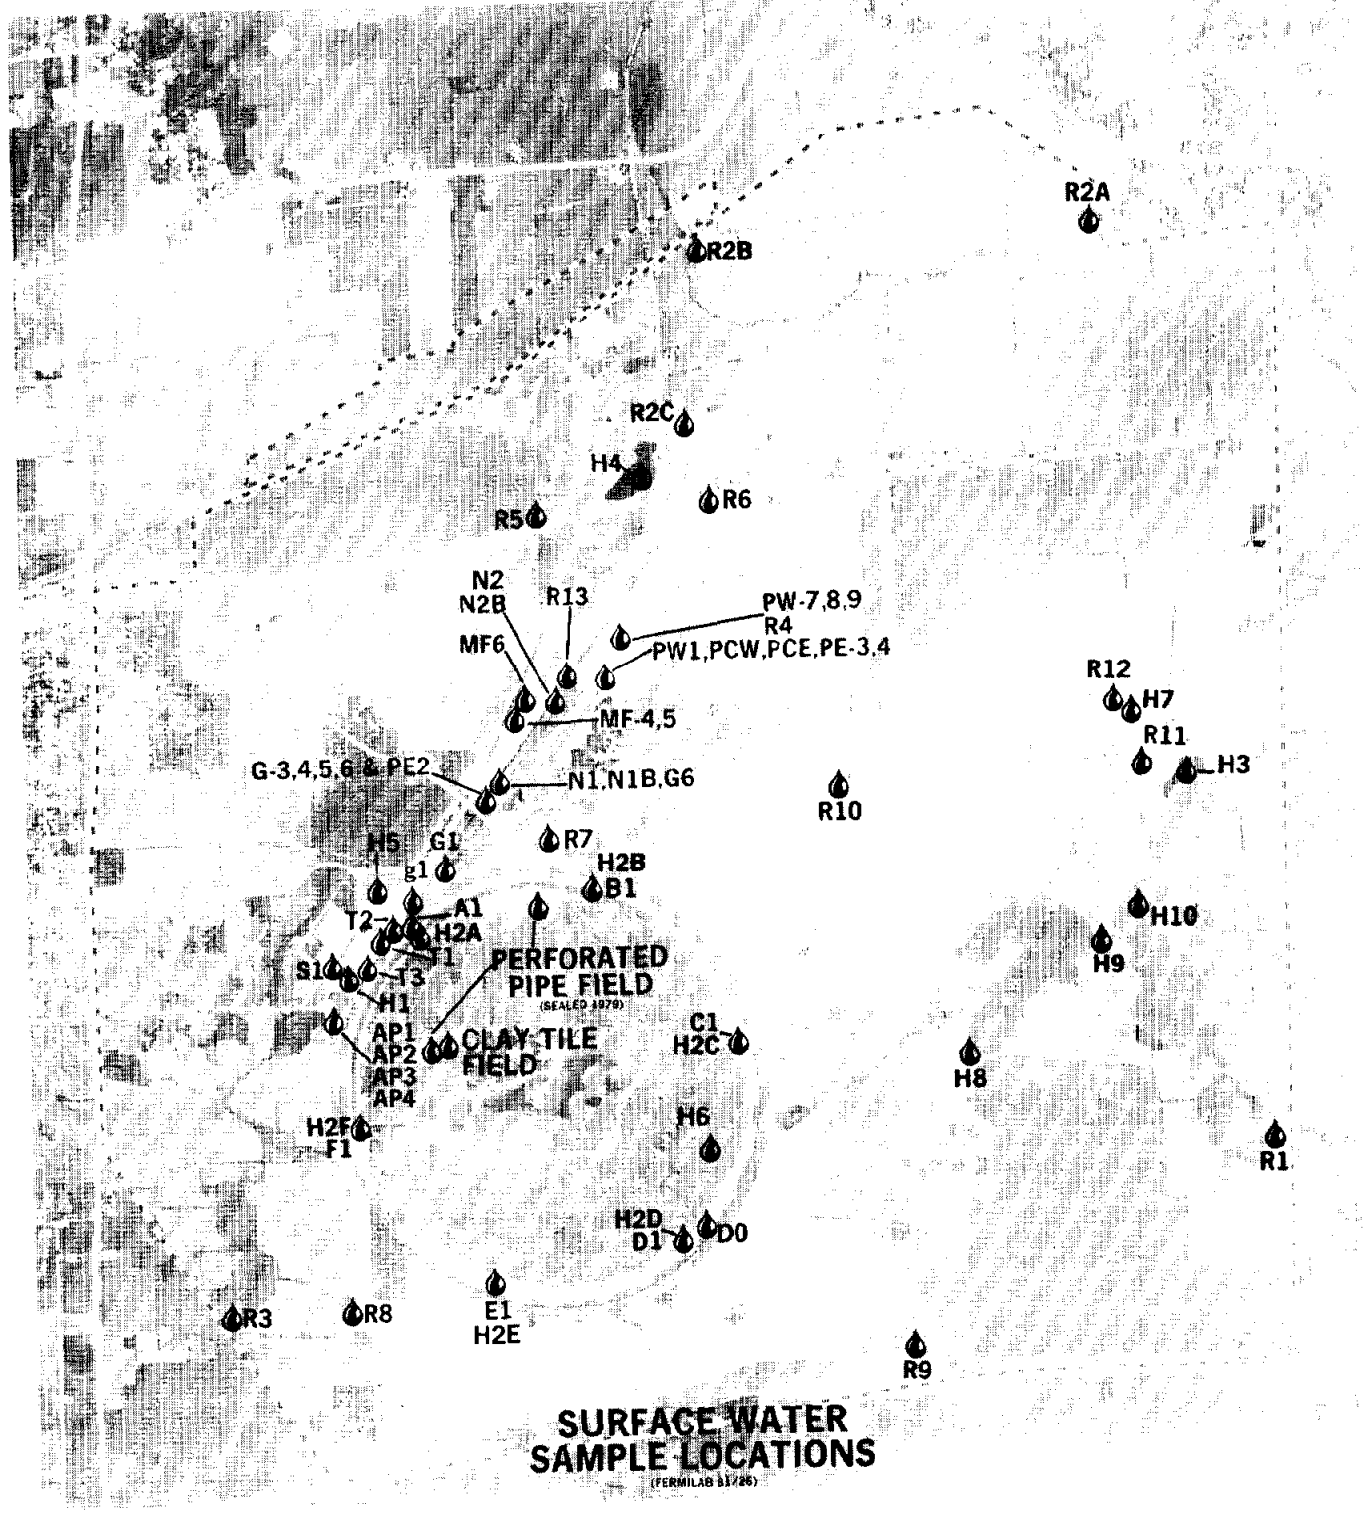 R2A
R2B
R2C
H4
R6
R5
N2
N2B
R13
PW-7,8,9
R4
MF6
PW1,PCW,PCE,PE-3,4
R12
H7
MF-4,5
R11
H3
G-3,4,5,6 & PE2
N1,N1B,G6
R10
H5
G1
R7
g1
H2B
B1
A1
T2
H2A
H10
T1
PERFORATED
PIPE FIELD
(SEALED 1979)
H9
S1
T3
H1
AP1
AP2
AP3
AP4
CLAY TILE
FIELD
C1
H2C
H8
H6
H2F
F1
R1
H2D
D1
D0
R3
R8
E1
H2E
R9
SURFACE WATER
SAMPLE LOCATIONS